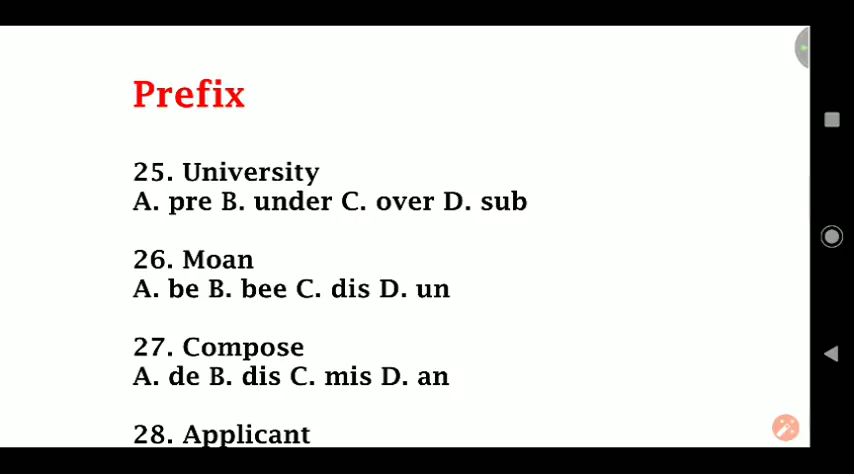 Prefix
25. University
A. pre B. under C. over D. sub
26. Moan
A. be B. bee C. dis D. un
27. Compose
A. de B. dis C. mis D. an
28. Applicant